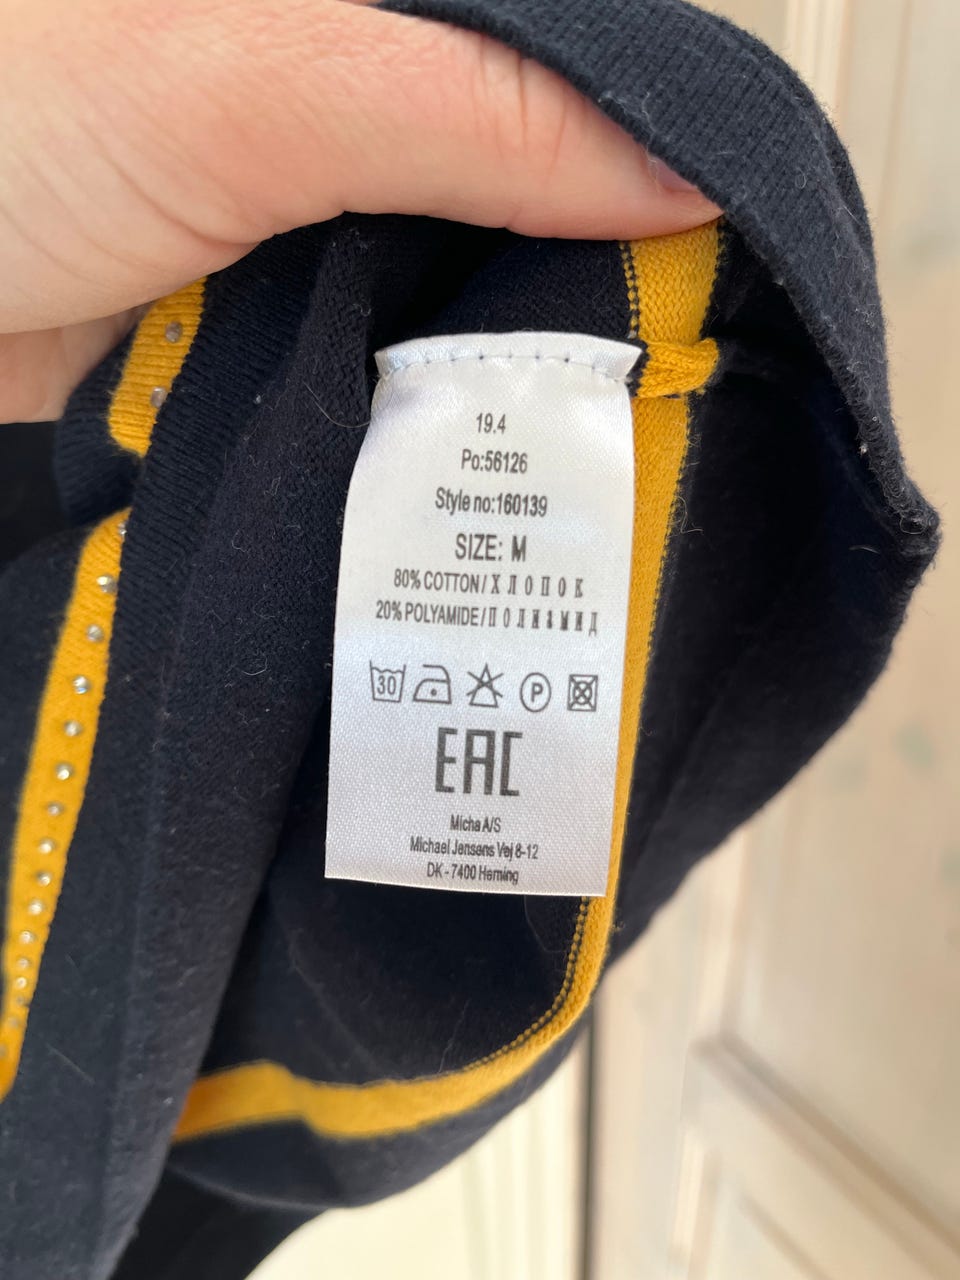 19.4
Po:56126
Style no:160139
SIZE: M
80% COTTON/ХЛОПОК
20% POLYAMIDE/ПОЛИАМИД
30 P
EAC
Micha A/S
Michael Jensens Vej 8-12
DK - 7400 Herning